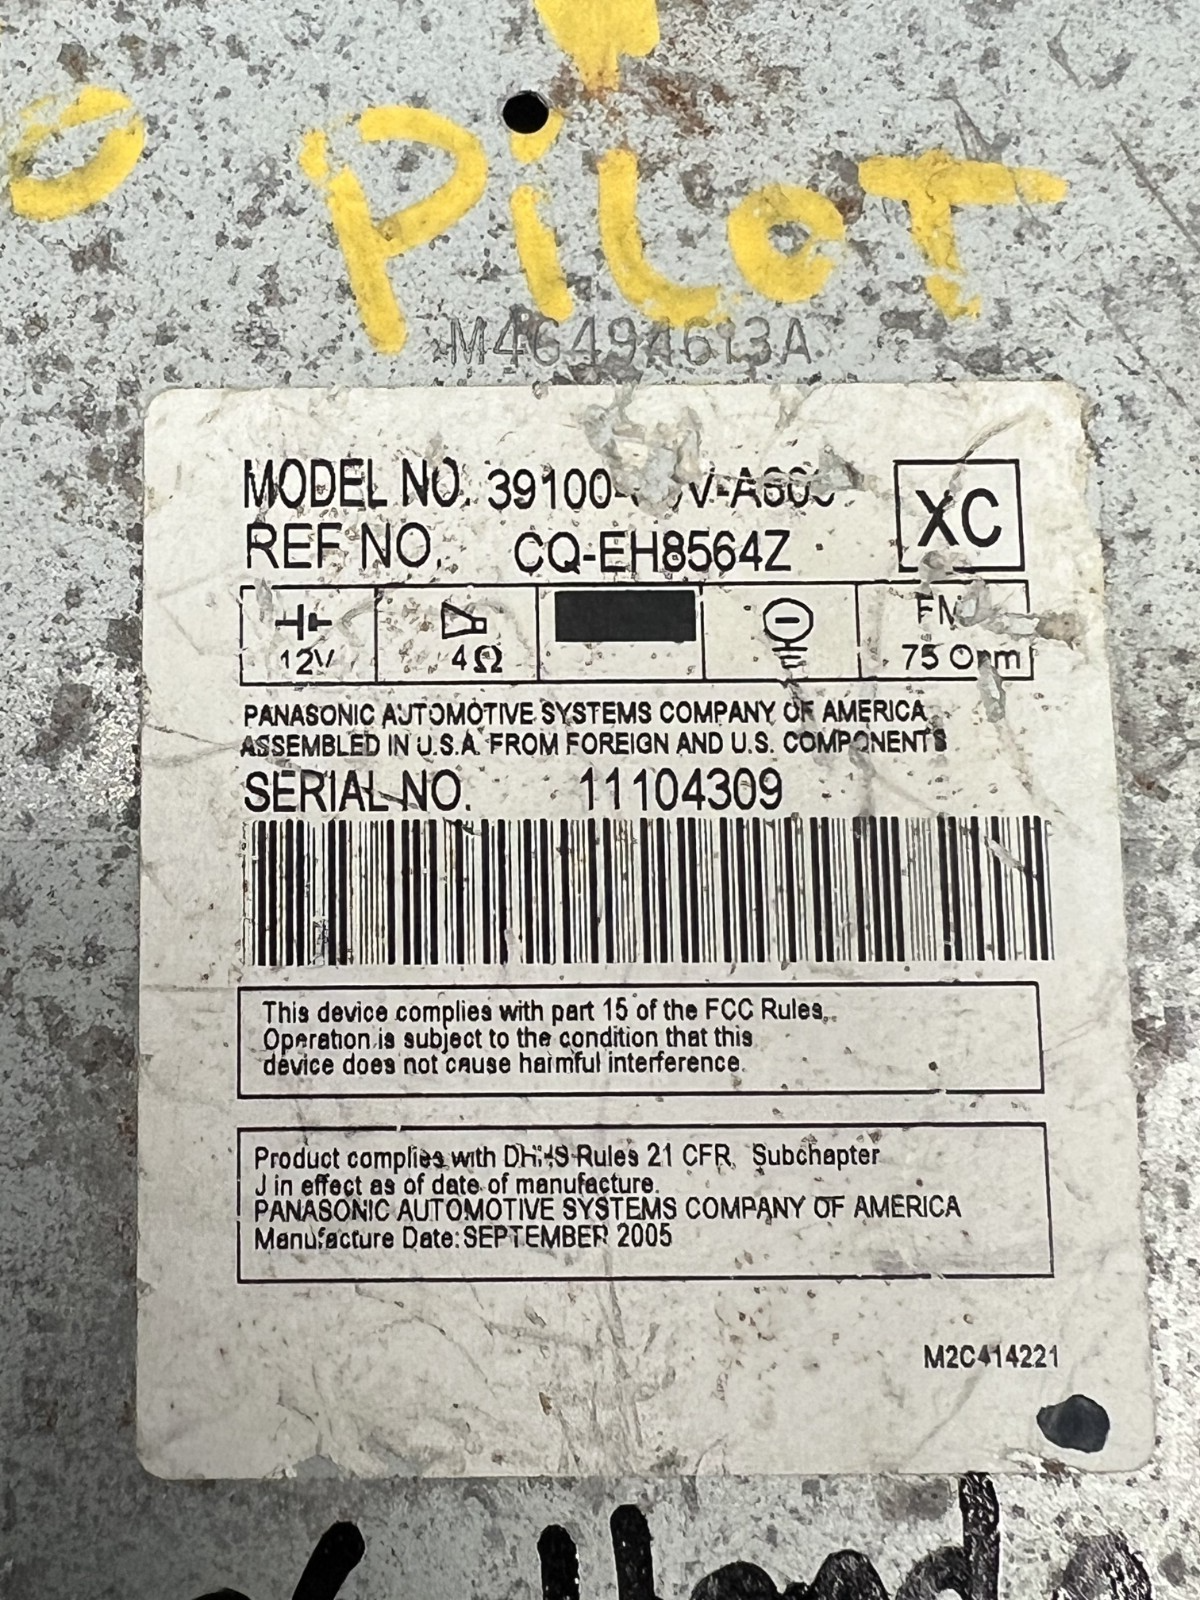 PiLoT
M46494613A
MODEL NO.
REF NO. CQ-EH8564Z
XC
12V
4Ω
75 Ohm
PANASONIC AUTOMOTIVE SYSTEMS COMPANY OF AMERICA
ASSEMBLED IN U.S.A. FROM FOREIGN AND U.S. COMPONENTS
SERIAL NO. 11104309
This device complies with part 15 of the FCC Rules.
Operation is subject to the condition that this
device does not cause harmful interference.
Product complies with DHHS Rules 21 CFR, Subchapter
J in effect as of date of manufacture.
PANASONIC AUTOMOTIVE SYSTEMS COMPANY OF AMERICA
Manufacture Date: SEPTEMBER 2005
M2C414221
Honda